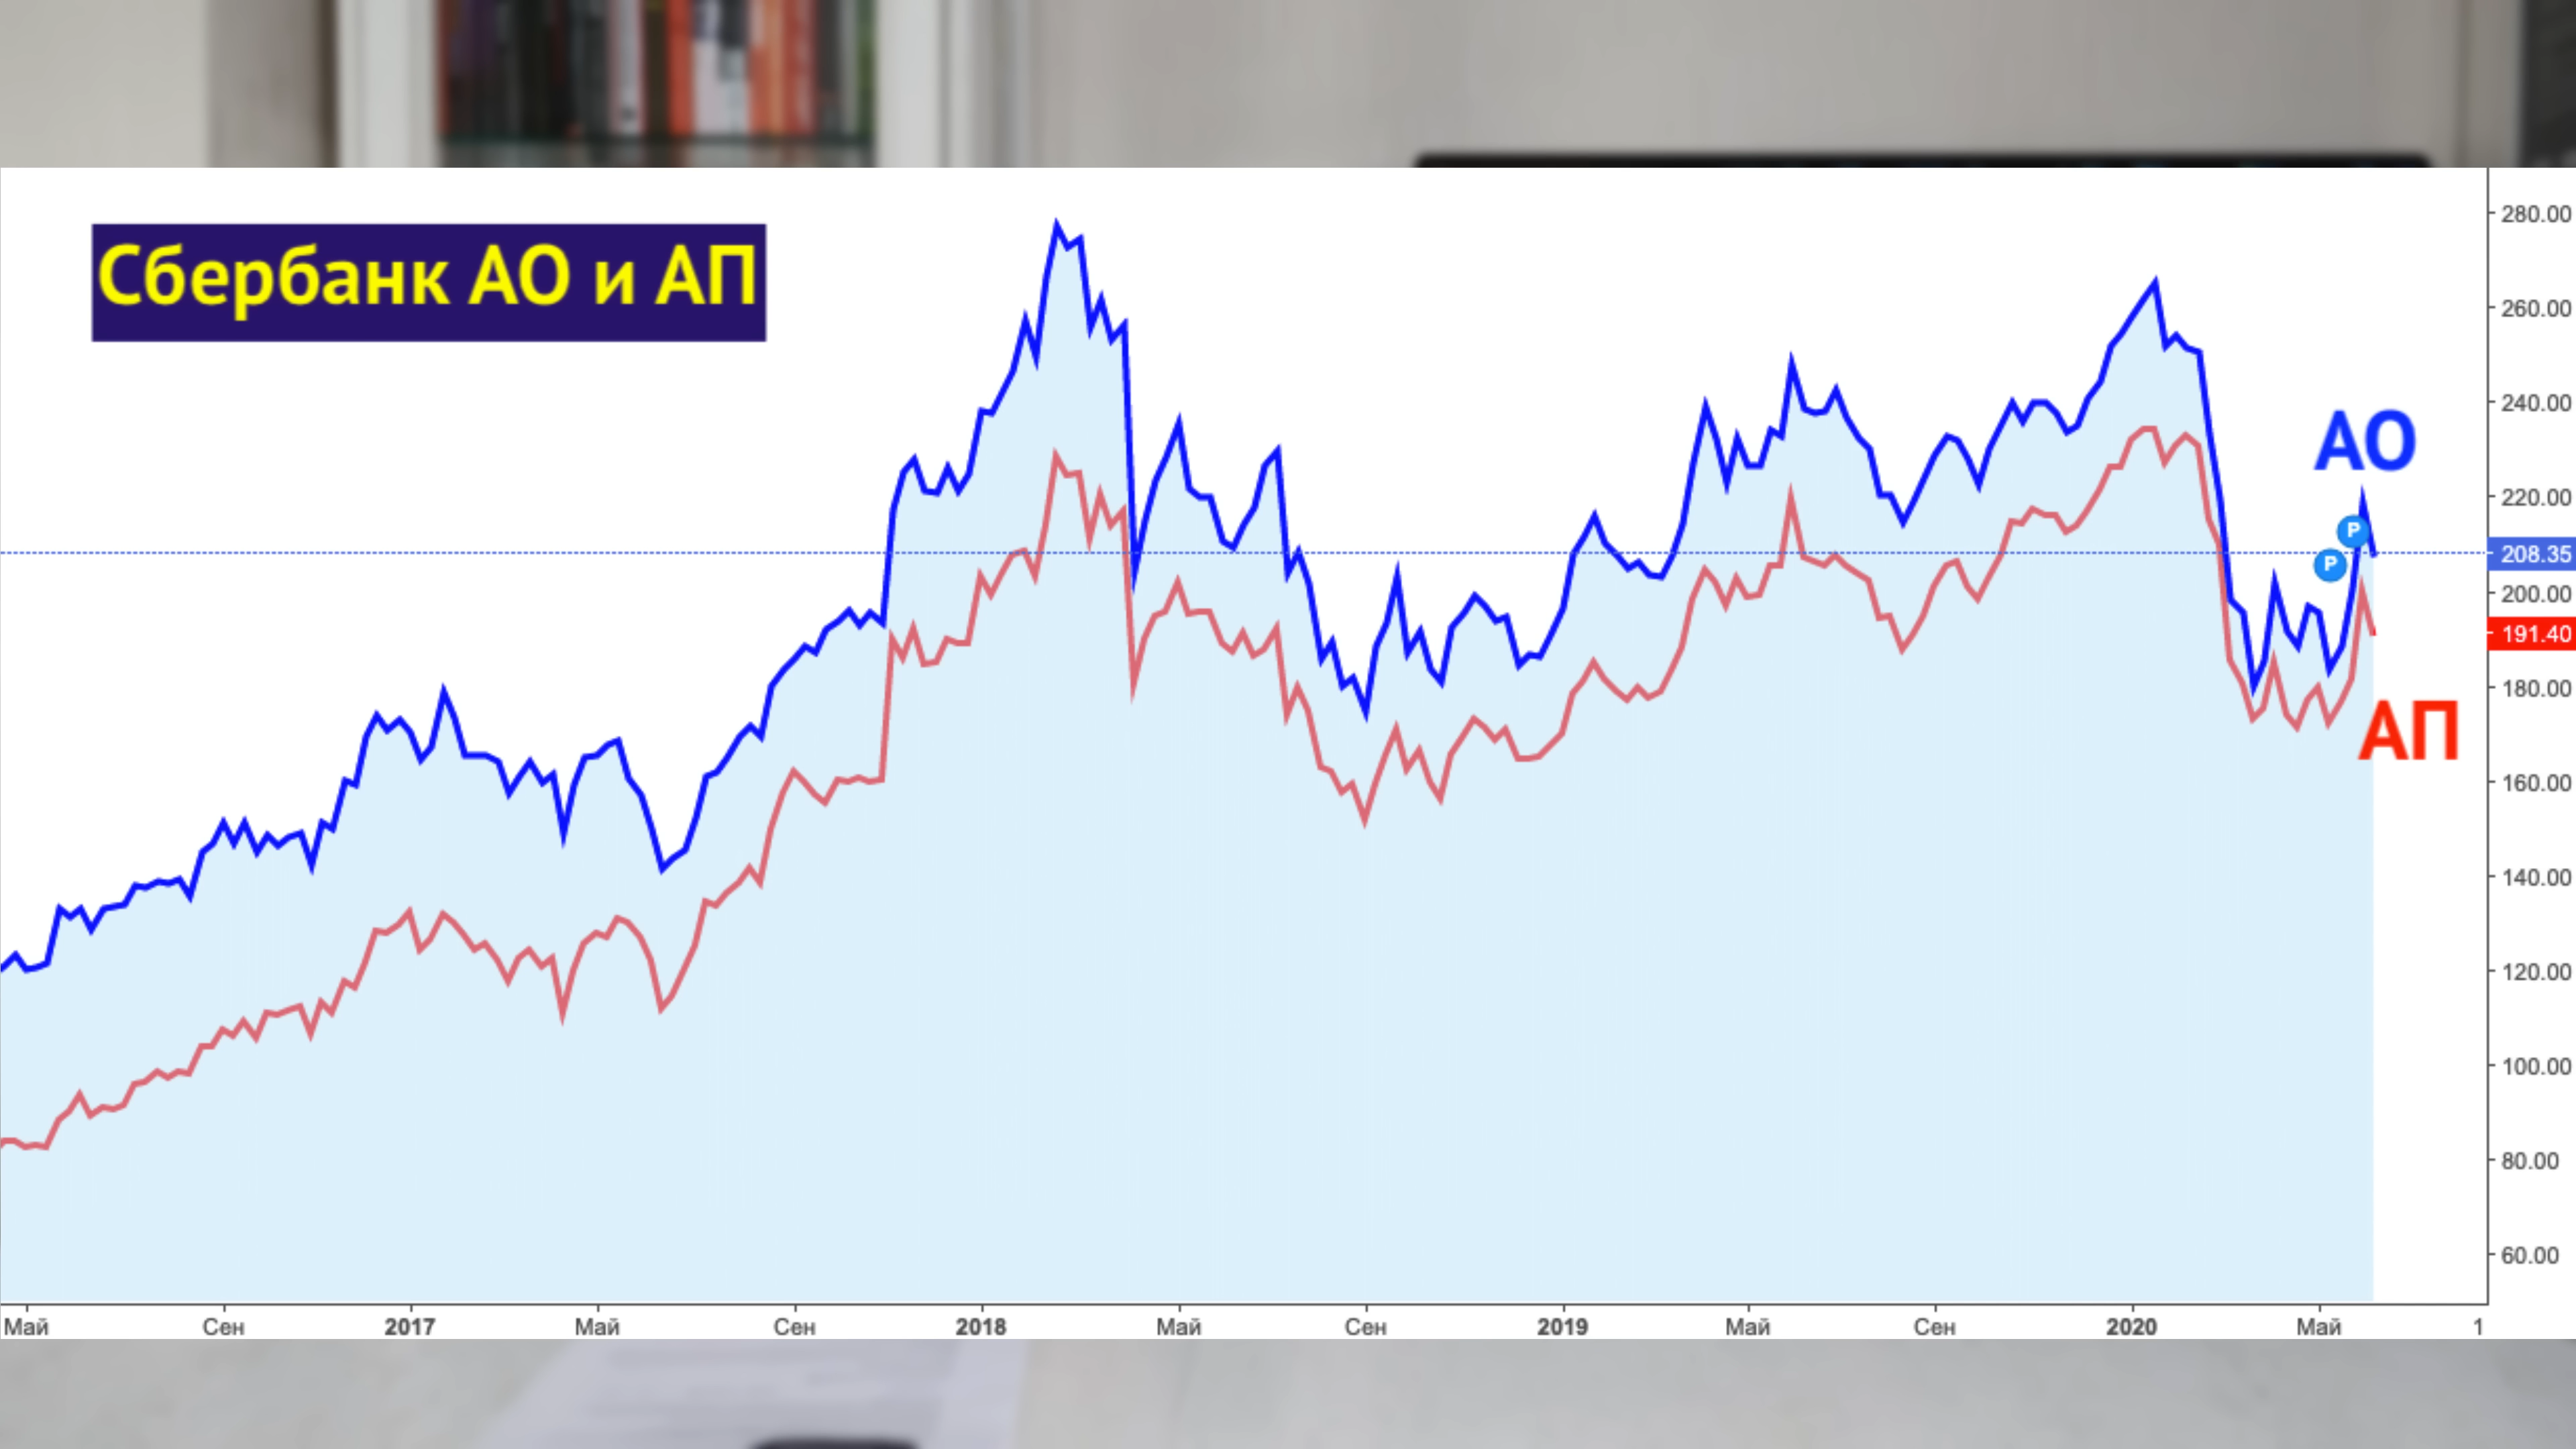 Сбербанк АО и АП
280.00
260.00
240.00
АО
220.00
P
208.35
P
200.00
191.40
180.00
АП
160.00
140.00
120.00
100.00
80.00
60.00
Май Сен 2017 Май Сен 2018 Май Сен 2019 Май Сен 2020 Май 1